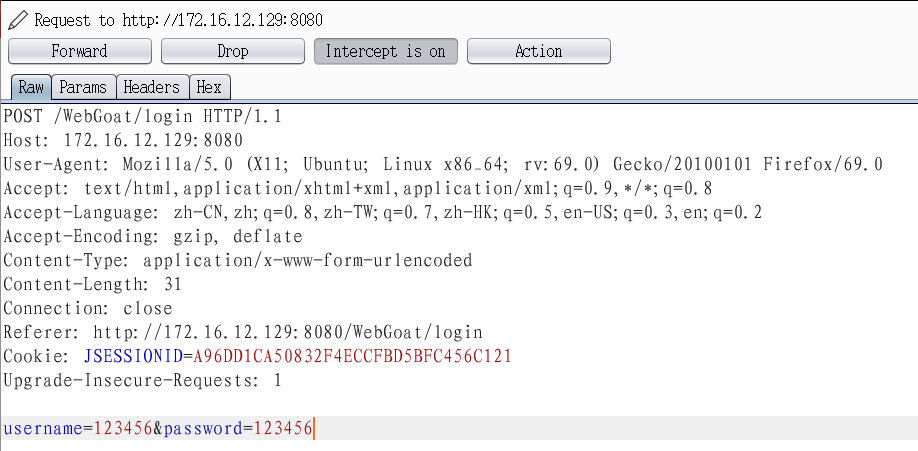 Request to http://172.16.12.129:8080
Forward Drop Intercept is on Action
Raw Params Headers Hex
POST /WebGoat/login HTTP/1.1
Host: 172.16.12.129:8080
User-Agent: Mozilla/5.0 (X11; Ubuntu; Linux x86_64; rv:69.0) Gecko/20100101 Firefox/69.0
Accept: text/html,application/xhtml+xml,application/xml;q=0.9,*/*;q=0.8
Accept-Language: zh-CN,zh;q=0.8,zh-TW;q=0.7,zh-HK;q=0.5,en-US;q=0.3,en;q=0.2
Accept-Encoding: gzip, deflate
Content-Type: application/x-www-form-urlencoded
Content-Length: 31
Connection: close
Referer: http://172.16.12.129:8080/WebGoat/login
Cookie: JSESSIONID=A96DD1CA50832F4ECCFBD5BFC456C121
Upgrade-Insecure-Requests: 1
username=123456&password=123456